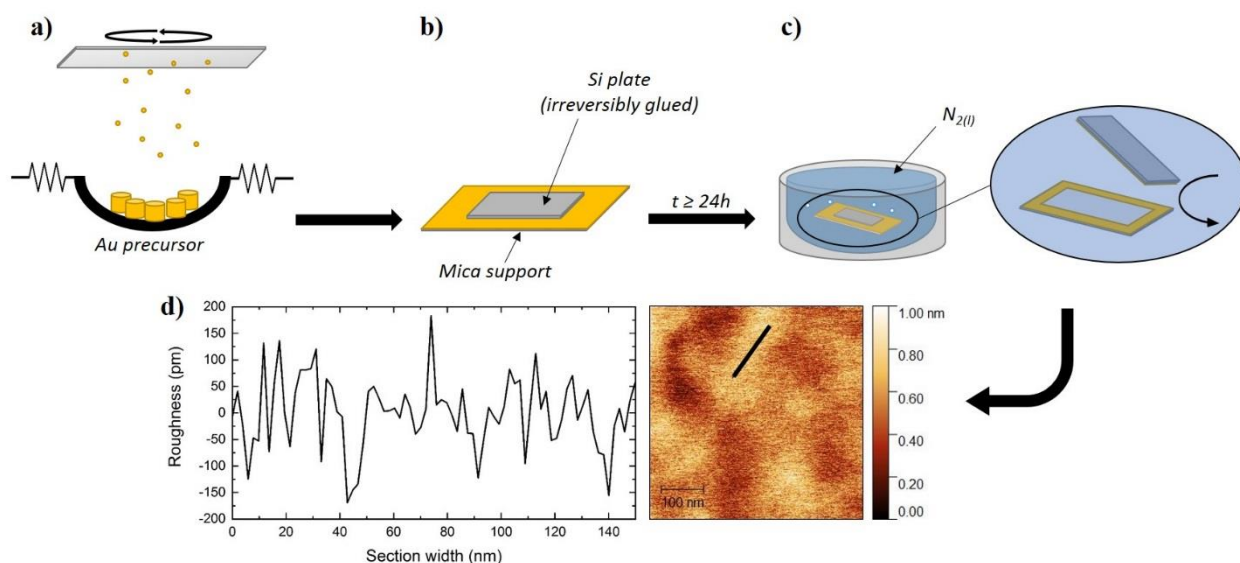 a)
Au precursor
b)
Si plate
(irreversibly glued)
Mica support
t ≥ 24h
c)
N2(l)
d)
Roughness (pm)
200
150
100
50
0
-50
-100
-150
-200
0
20
40
60
80
100
120
140
Section width (nm)
100 nm
1.00 nm
0.80
0.60
0.40
0.20
0.00